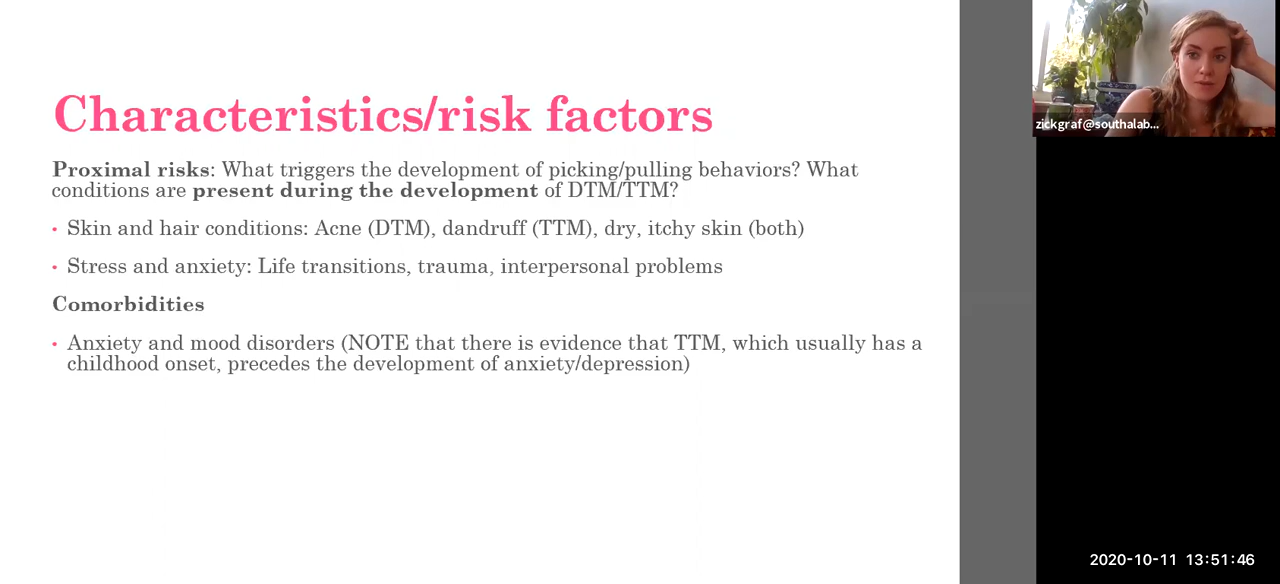 Characteristics/risk factors
Proximal risks: What triggers the development of picking/pulling behaviors? What
conditions are present during the development of DTM/TTM?
• Skin and hair conditions: Acne (DTM), dandruff (TTM), dry, itchy skin (both)
• Stress and anxiety: Life transitions, trauma, interpersonal problems
Comorbidities
• Anxiety and mood disorders (NOTE that there is evidence that TTM, which usually has a
childhood onset, precedes the development of anxiety/depression)
zickgraf@southalab...
2020-10-11 13:51:46